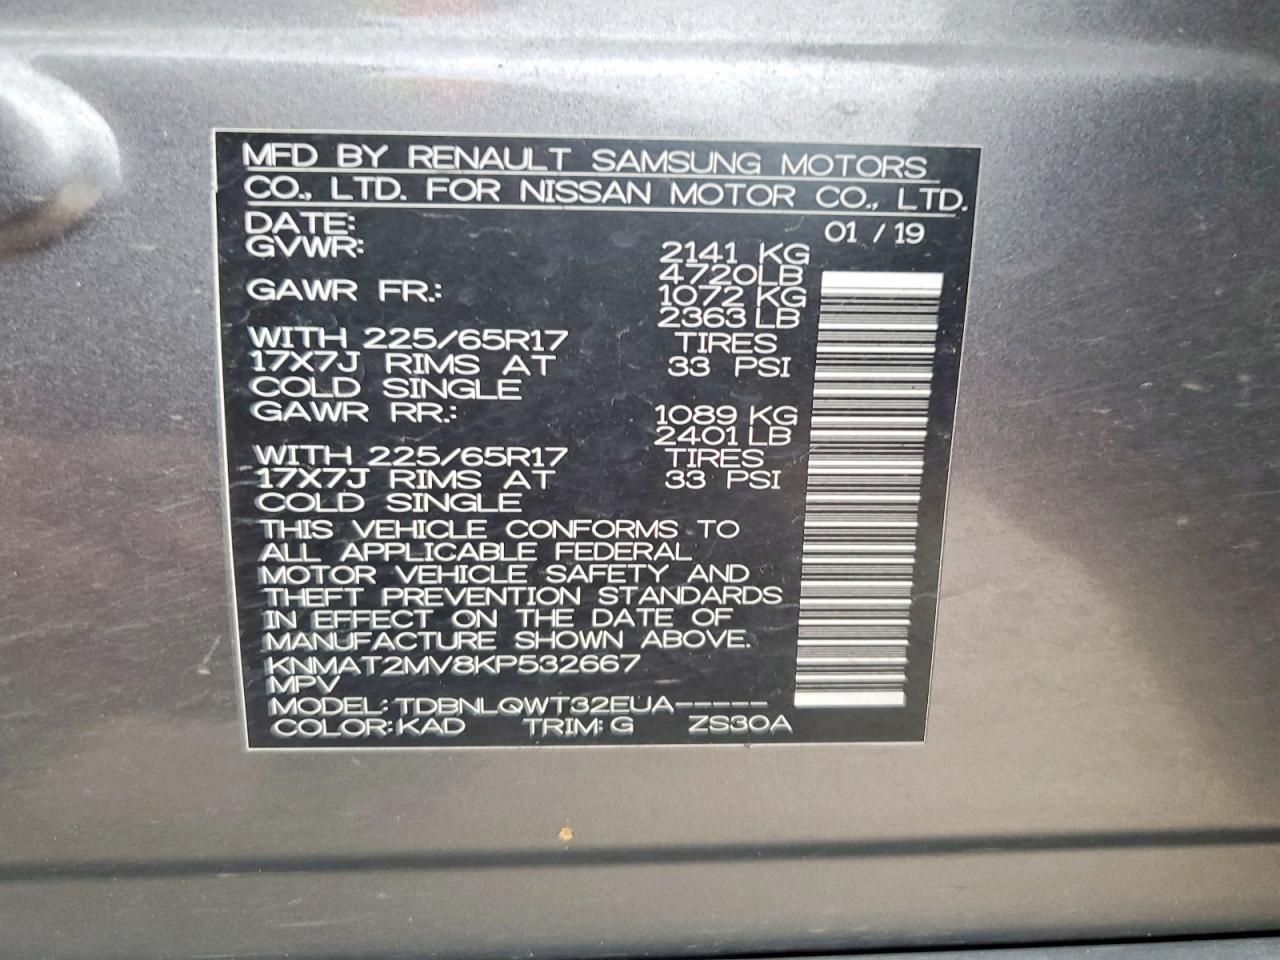 MFD BY RENAULT SAMSUNG MOTORS
CO., LTD. FOR NISSAN MOTOR CO., LTD.
DATE: 01 / 19
GVWR: 2141 KG
4720LB
GAWR FR.: 1072 KG
2363 LB
WITH 225/65R17 TIRES
17X7J RIMS AT 33 PSI
COLD SINGLE
GAWR RR.: 1089 KG
2401 LB
WITH 225/65R17 TIRES
17X7J RIMS AT 33 PSI
COLD SINGLE
THIS VEHICLE CONFORMS TO
ALL APPLICABLE FEDERAL
MOTOR VEHICLE SAFETY AND
THEFT PREVENTION STANDARDS
IN EFFECT ON THE DATE OF
MANUFACTURE SHOWN ABOVE.
KNMAT2MV8KP532667
MPV
MODEL: TDBNLQWT32EUA-----
COLOR: KAD TRIM: G ZS30A